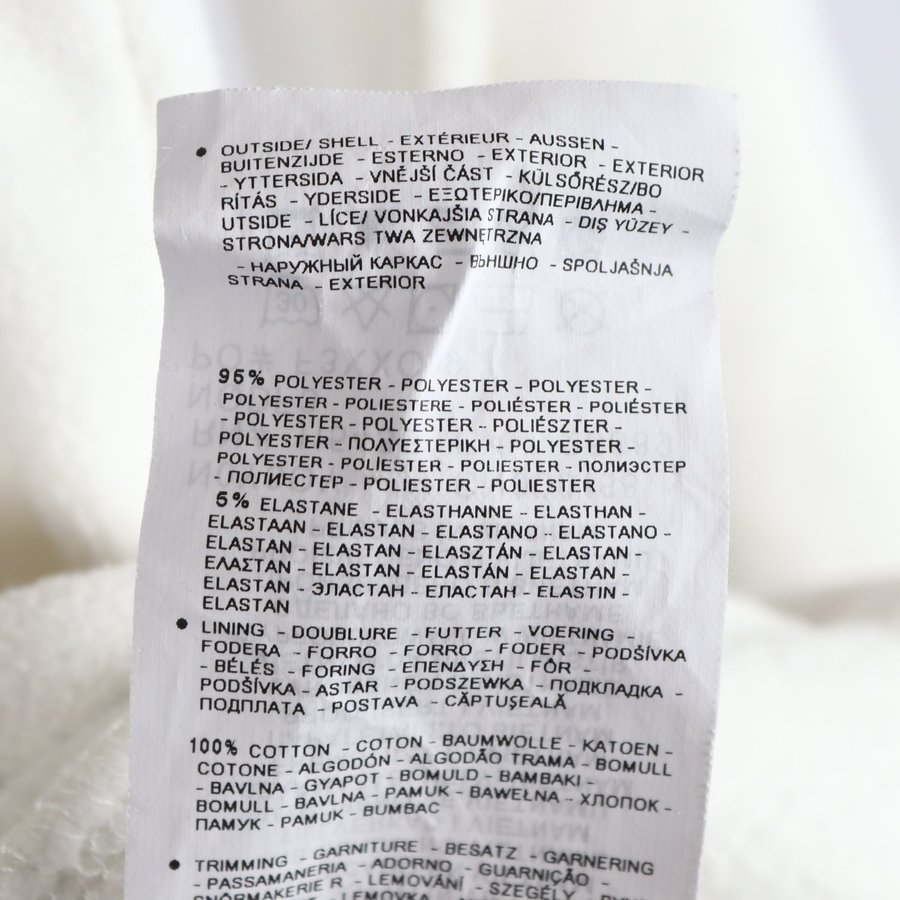 • OUTSIDE/ SHELL - EXTÉRIEUR - AUSSEN -
BUITENZIJDE - ESTERNO - EXTERIOR - EXTERIOR
- YTTERSIDA - VNĚJŠÍ ČÁST - KÜLSŐRÉSZ/BO
RÍTÁS - YDERSIDE - ΕΞΩΤΕΡΙΚΟ/ΠΕΡΙΒΛΗΜΑ -
UTSIDE - LÍCE/ VONKAJŠIA STRANA - DIŞ YÜZEY -
STRONA/WARS TWA ZEWNĘTRZNA
- НАРУЖНЫЙ КАРКАС - ВЪНШНО - SPOLJAŠNJA
STRANA - EXTERIOR
95% POLYESTER - POLYESTER - POLYESTER -
POLYESTER - POLIESTERE - POLIÉSTER - POLIÉSTER
- POLYESTER - POLYESTER - POLIÉSZTER -
POLYESTER - ΠΟΛΥΕΣΤΕΡΙΚΗ - POLYESTER -
POLYESTER - POLİESTER - POLIESTER - ПОЛИЭСТЕР
- ПОЛИЕСТЕР - POLIESTER - POLIESTER
5% ELASTANE - ELASTHANNE - ELASTHAN -
ELASTAAN - ELASTAN - ELASTANO - ELASTANO -
ELASTAN - ELASTAN - ELASZTÁN - ELASTAN -
ΕΛΑΣΤΑΝ - ELASTAN - ELASTÁN - ELASTAN -
ELASTAN - ЭЛАСТАН - ЕЛАСТАН - ELASTIN -
ELASTAN
• LINING - DOUBLURE - FUTTER - VOERING -
FODERA - FORRO - FORRO - FODER - PODŠÍVKA
- BÉLÉS - FORING - ΕΠΕΝΔΥΣΗ - FÔR -
PODŠÍVKA - ASTAR - PODSZEWKA - ПОДКЛАДКА -
ПОДПЛАТА - POSTAVA - CĂPTUŞEALĂ
100% COTTON - COTON - BAUMWOLLE - KATOEN -
COTONE - ALGODÓN - ALGODÃO TRAMA - BOMULL
- BAVLNA - GYAPOT - BOMULD - BAMBAKI -
BOMULL - BAVLNA - PAMUK - BAWEŁNA - ХЛОПОК -
ПАМУК - PAMUK - BUMBAC
• TRIMMING - GARNITURE - BESATZ - GARNERING
- PASSAMANERIA - ADORNO - GUARNIÇÃO -
SNÖRMAKERIE R - LEMOVÁNÍ - SZEGÉLY -